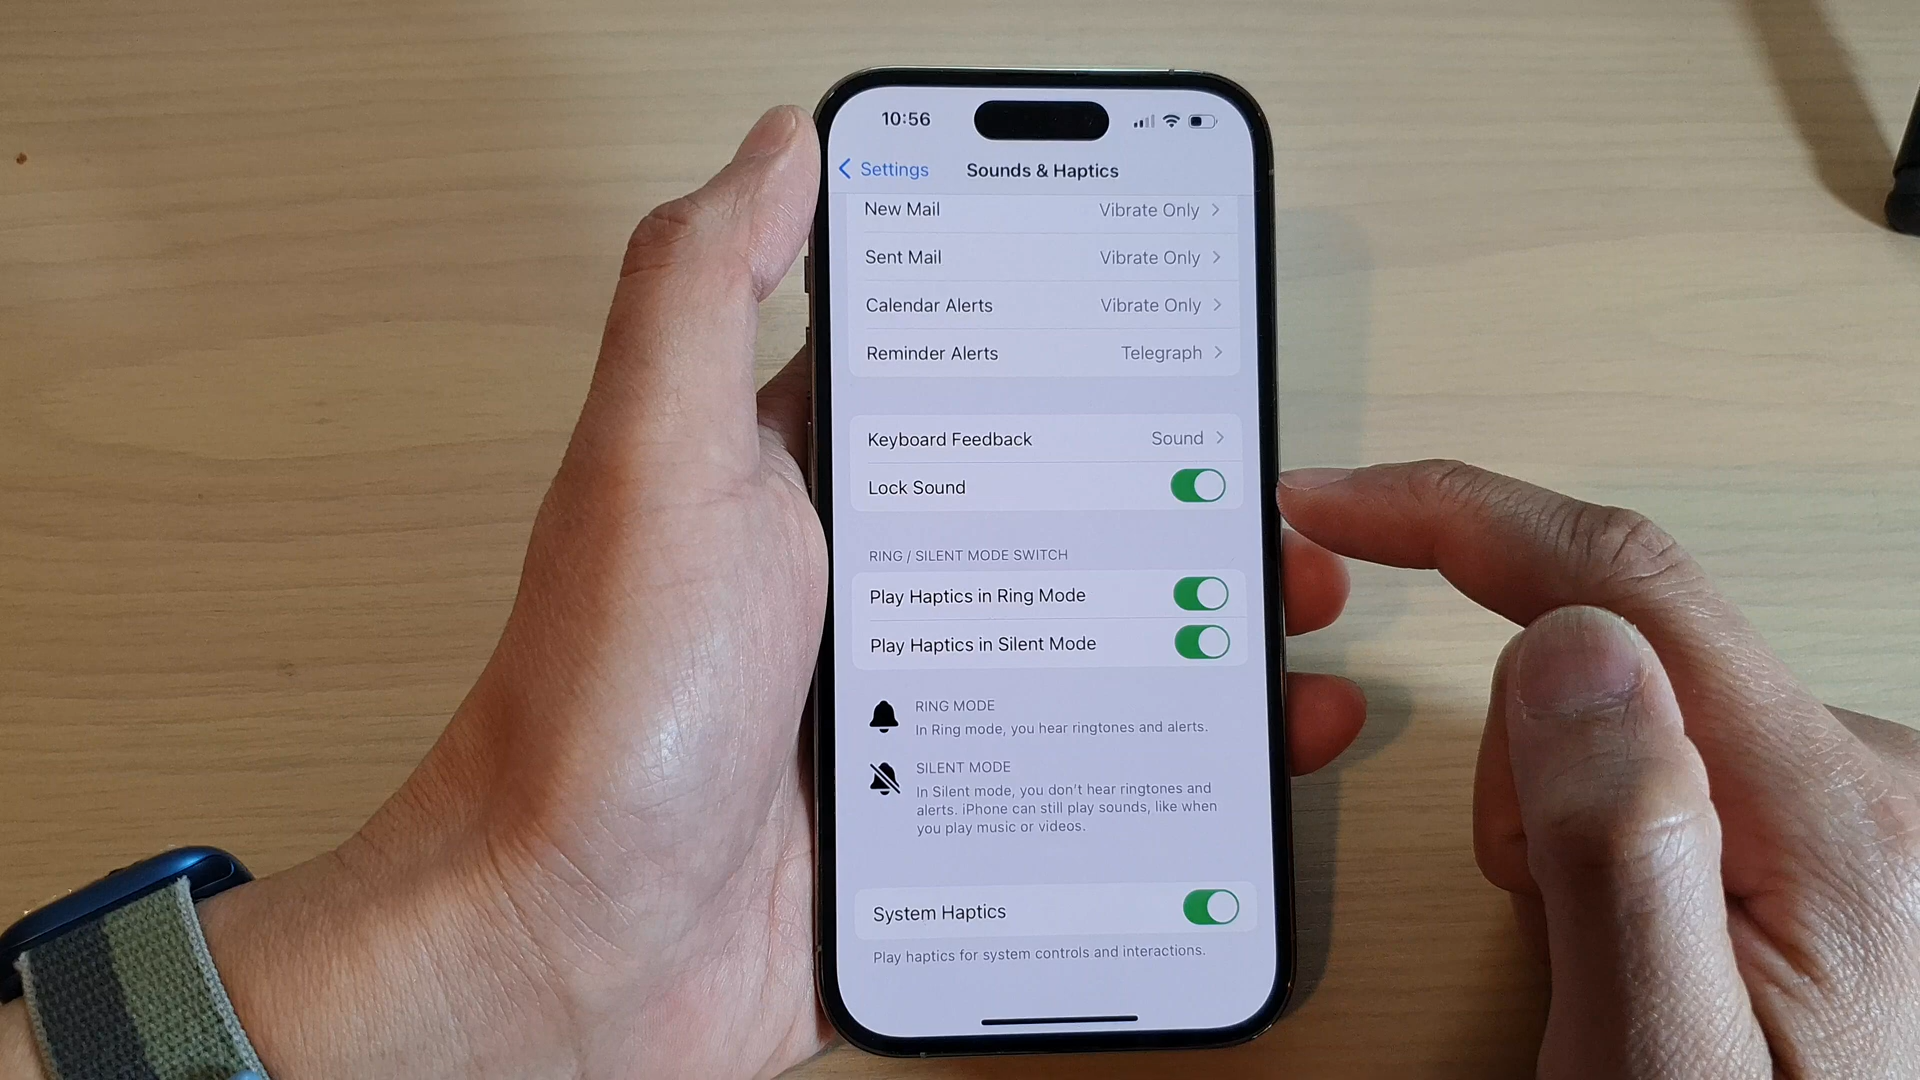 10:56
Settings
Sounds & Haptics
New Mail Vibrate Only
Sent Mail Vibrate Only
Calendar Alerts Vibrate Only
Reminder Alerts Telegraph
Keyboard Feedback Sound
Lock Sound
RING / SILENT MODE SWITCH
Play Haptics in Ring Mode
Play Haptics in Silent Mode
RING MODE
In Ring mode, you hear ringtones and alerts.
SILENT MODE
In Silent mode, you don't hear ringtones and
alerts. iPhone can still play sounds, like when
you play music or videos.
System Haptics
Play haptics for system controls and interactions.